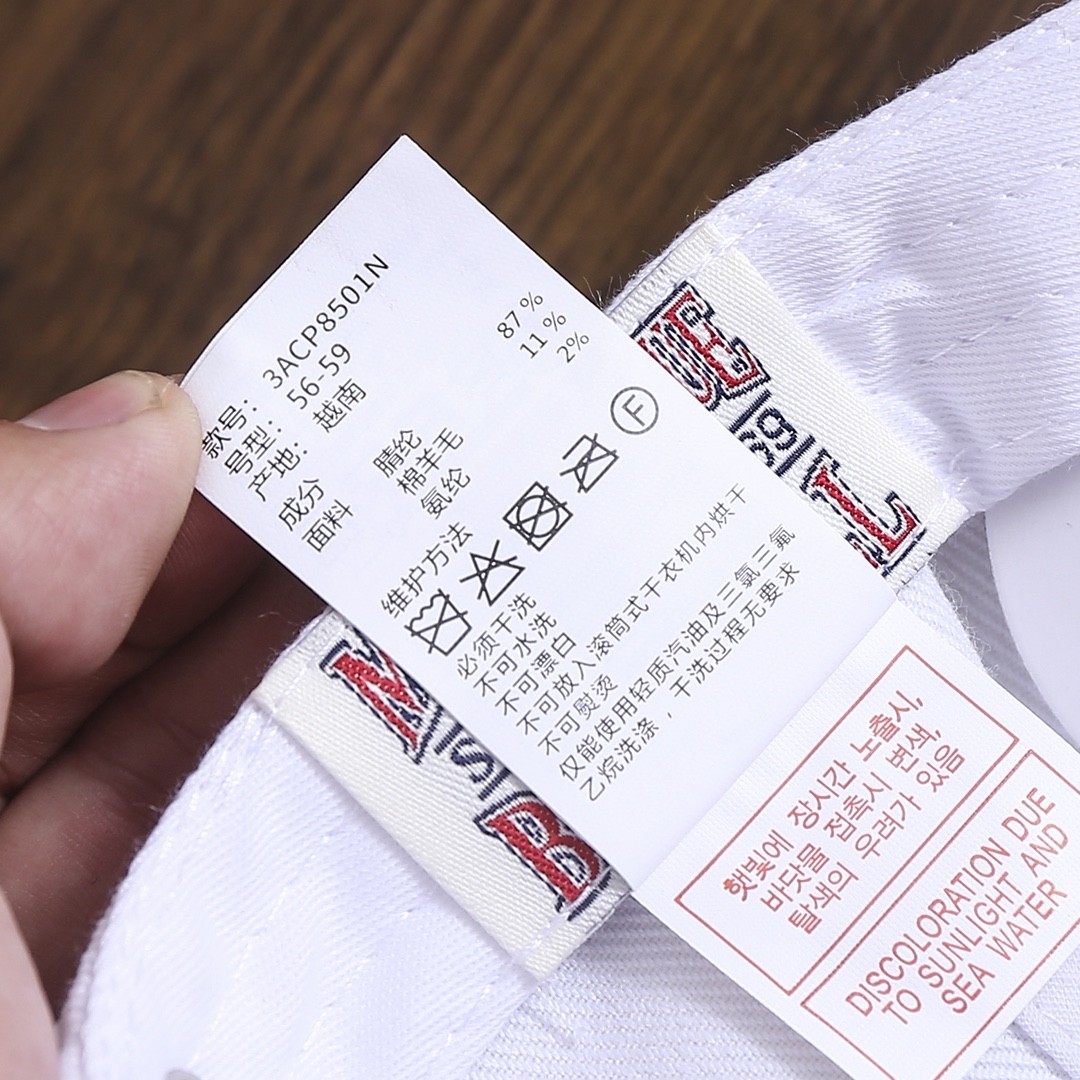 款号: 3ACP8501N
号型: 56-59
产地: 越南
成分
面料
腈纶 87%
棉羊毛 11%
氨纶 2%
维护方法
F
必须干洗
不可水洗
不可漂白
不可放入滚筒式干衣机内烘干
不可熨烫
仅能使用轻质汽油及三氯三氟
乙烷洗涤，干洗过程无要求
햇빛에 장시간 노출시,
바닷물 접촉시 변색,
탈색의 우려가 있음
DISCOLORATION DUE
TO SUNLIGHT AND
SEA WATER